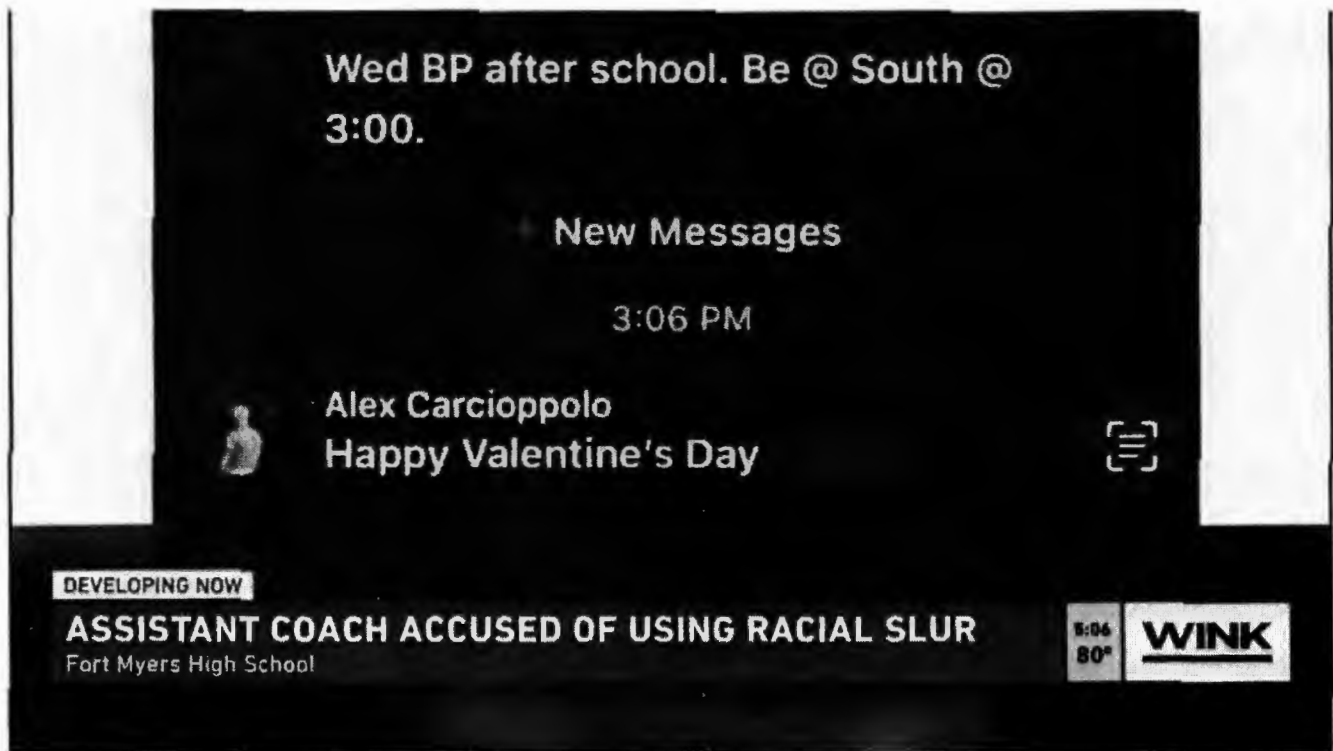 Wed BP after school. Be @ South @
3:00.
New Messages
3:06 PM
Alex Carcioppolo
Happy Valentine's Day
DEVELOPING NOW
ASSISTANT COACH ACCUSED OF USING RACIAL SLUR
Fort Myers High School
5:06
80°
WINK